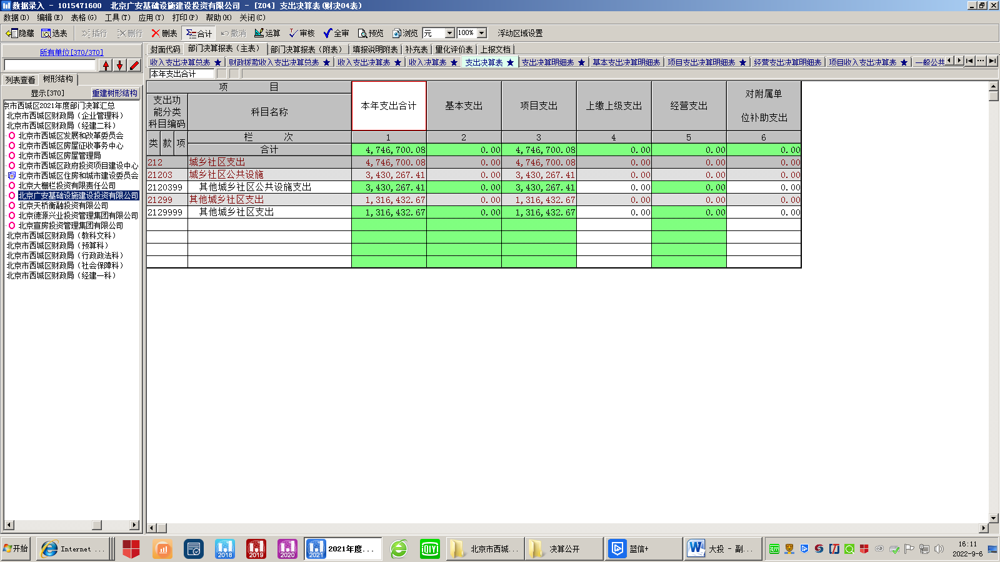 数据录入 - 1015471600 北京广安基础设施建设投资有限公司 - [Z04] 支出决算表(财决04表)
数据(D) 编辑(E) 表格(G) 工具(T) 应用(Y) 打印(P) 帮助(H) 关闭(C)
隐藏 选表 插行 删行 删表 合计 撤消 运算 审核 全审 预览 浏览 元 100% 浮动区域设置
所有单位[370/370]
列表查看 树形结构
显示[370] 重建树形结构
京市西城区2021年度部门决算汇总
北京市西城区财政局（企业管理科）
北京市西城区财政局（经建二科）
北京市西城区发展和改革委员会
北京市西城区房屋征收事务中心
北京市西城区房屋管理局
北京市西城区政府投资项目建设中心
北京市西城区住房和城市建设委员会
北京大栅栏投资有限责任公司
北京广安基础设施建设投资有限公司
北京天桥衡融投资有限公司
北京德源兴业投资管理集团有限公司
北京宣房投资管理集团有限公司
北京市西城区财政局（教科文科）
北京市西城区财政局（预算科）
北京市西城区财政局（行政政法科）
北京市西城区财政局（社会保障科）
北京市西城区财政局（经建一科）
封面代码 部门决算报表（主表） 部门决算报表（附表） 填报说明附表 补充表 量化评价表 上报文档
收入支出决算总表 ★ 财政拨款收入支出决算总表 ★ 收入支出决算表 ★ 收入决算表 ★ 支出决算表 ★ 支出决算明细表 ★ 基本支出决算明细表 项目支出决算明细表 ★ 经营支出决算明细表 项目收入支出决算表 ★ 一般公共
本年支出合计
项 目 本年支出合计 基本支出 项目支出 上缴上级支出 经营支出 对附属单位补助支出
支出功能分类科目编码 科目名称
类 款 项 栏 次 1 2 3 4 5 6
合计 4,746,700.08 0.00 4,746,700.08 0.00 0.00 0.00
212 城乡社区支出 4,746,700.08 0.00 4,746,700.08 0.00 0.00 0.00
21203 城乡社区公共设施 3,430,267.41 0.00 3,430,267.41 0.00 0.00 0.00
2120399 其他城乡社区公共设施支出 3,430,267.41 0.00 3,430,267.41 0.00 0.00 0.00
21299 其他城乡社区支出 1,316,432.67 0.00 1,316,432.67 0.00 0.00 0.00
2129999 其他城乡社区支出 1,316,432.67 0.00 1,316,432.67 0.00 0.00 0.00
开始 Internet ... 2018 2019 2020 2021 2021年度... QIY 北京市西城... 决算公开 蓝信+ 大投 - 副... 16:11
2022-9-6